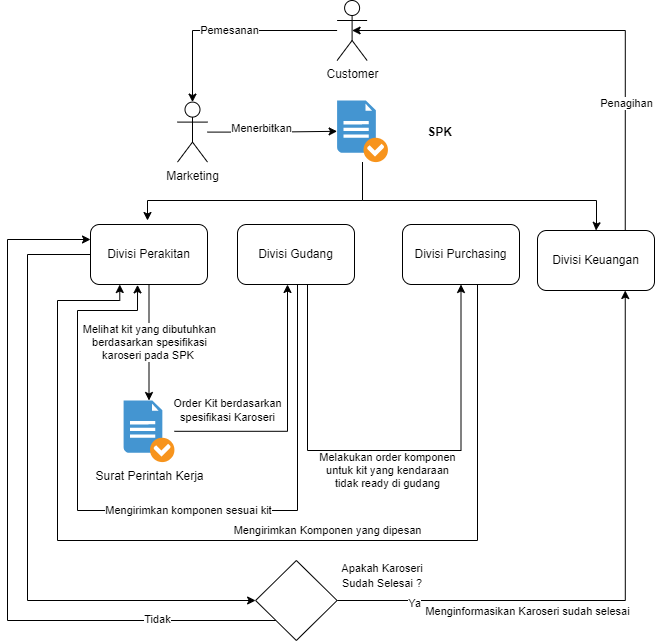 Pemesanan
Customer
Penagihan
Menerbitkan
SPK
Marketing
Divisi Perakitan
Divisi Gudang
Divisi Purchasing
Divisi Keuangan
Melihat kit yang dibutuhkan
berdasarkan spesifikasi
karoseri pada SPK
Order Kit berdasarkan
spesifikasi Karoseri
Surat Perintah Kerja
Melakukan order komponen
untuk kit yang kendaraan
tidak ready di gudang
Mengirimkan komponen sesuai kit
Mengirimkan Komponen yang dipesan
Apakah Karoseri
Sudah Selesai ?
Ya
Menginformasikan Karoseri sudah selesai
Tidak